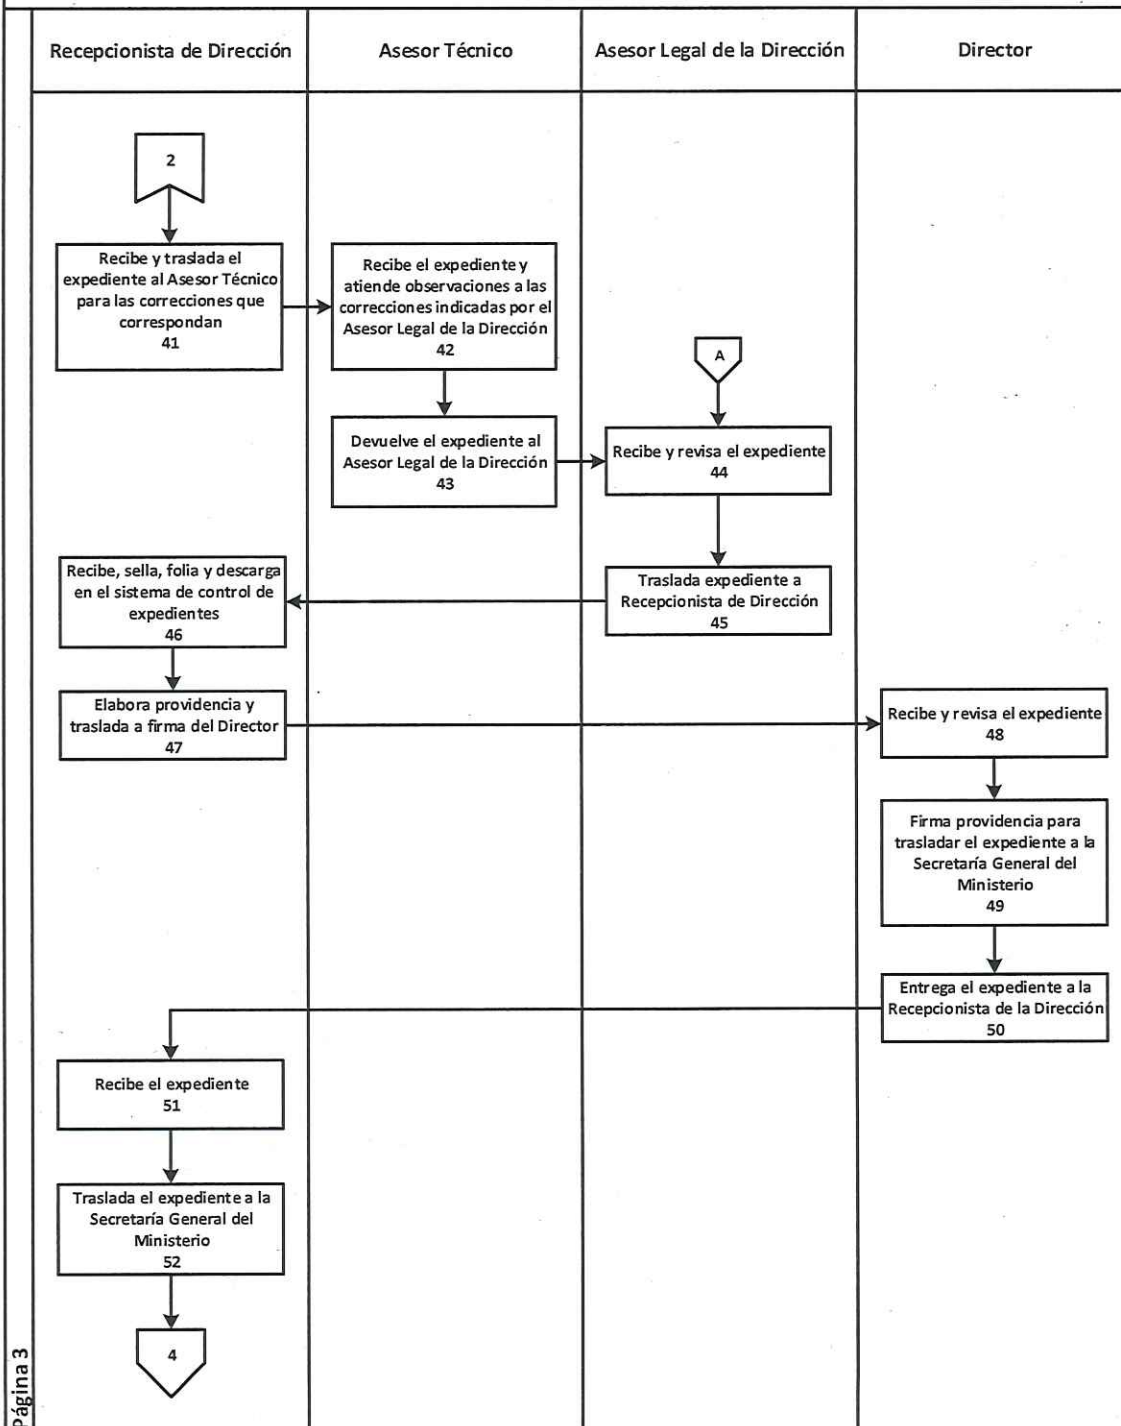 Recepcionista de Dirección
Asesor Técnico
Asesor Legal de la Dirección
Director
2
Recibe y traslada el
expediente al Asesor Técnico
para las correcciones que
correspondan
41
Recibe el expediente y
atiende observaciones a las
correcciones indicadas por el
Asesor Legal de la Dirección
42
A
Devuelve el expediente al
Asesor Legal de la Dirección
43
Recibe y revisa el expediente
44
Traslada expediente a
Recepcionista de Dirección
45
Recibe, sella, folia y descarga
en el sistema de control de
expedientes
46
Elabora providencia y
traslada a firma del Director
47
Recibe y revisa el expediente
48
Firma providencia para
trasladar el expediente a la
Secretaría General del
Ministerio
49
Entrega el expediente a la
Recepcionista de la Dirección
50
Recibe el expediente
51
Traslada el expediente a la
Secretaría General del
Ministerio
52
4
Página 3